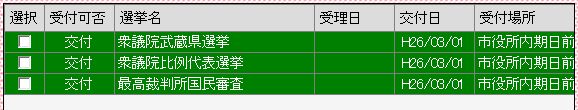 選択 受付可否 選挙名 受理日 交付日 受付場所
交付 衆議院武蔵県選挙 H26/03/01 市役所内期日前
交付 衆議院比例代表選挙 H26/03/01 市役所内期日前
交付 最高裁判所国民審査 H26/03/01 市役所内期日前